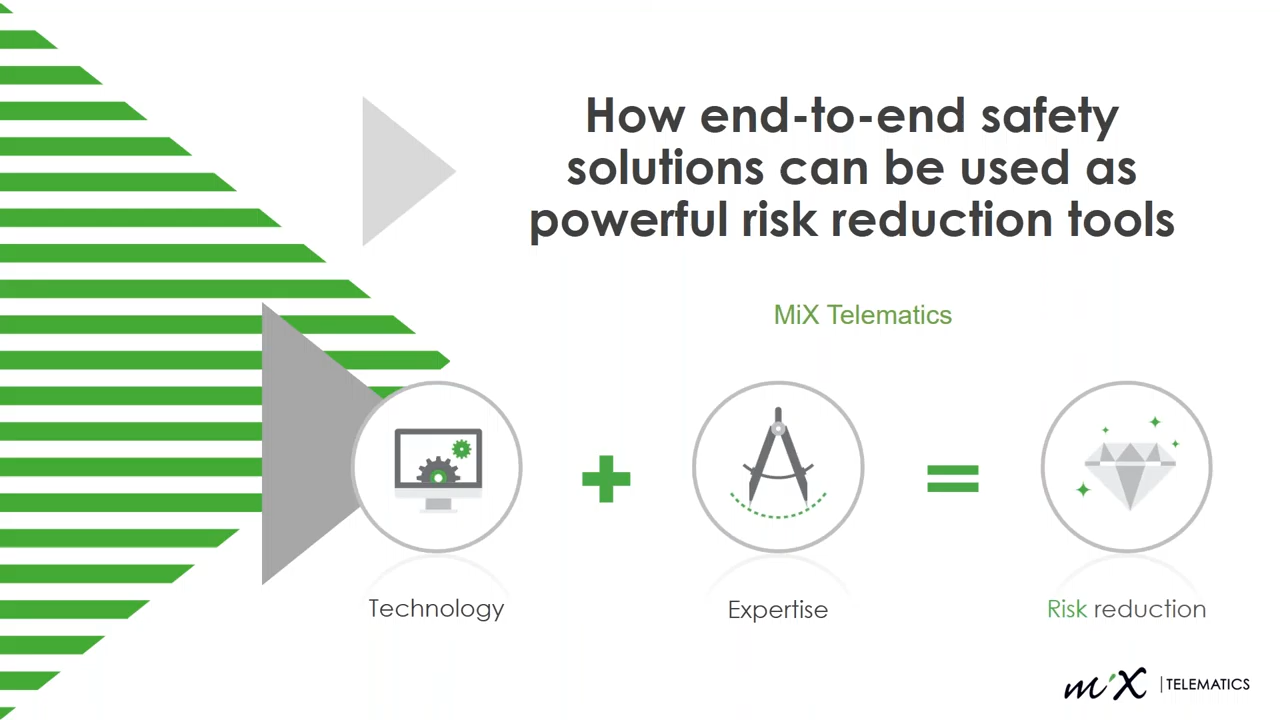 How end-to-end safety
solutions can be used as
powerful risk reduction tools
MiX Telematics
Technology
Expertise
Risk reduction
mix | TELEMATICS